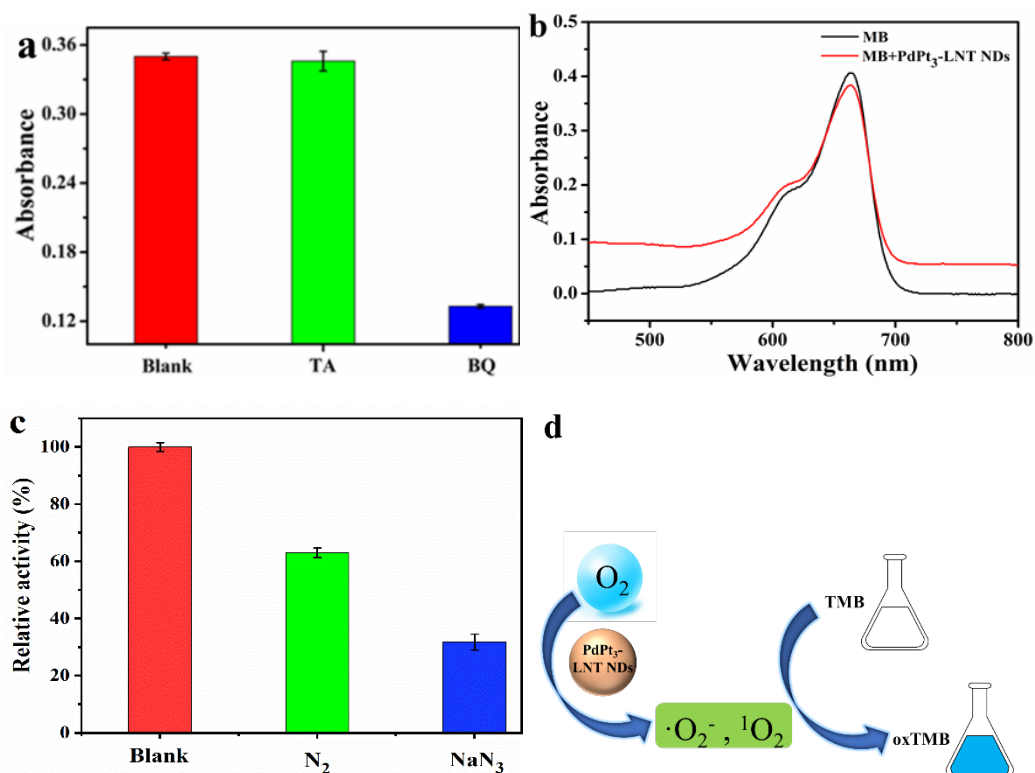 a
0.36
0.30
0.24
0.18
0.12
Absorbance
Blank TA BQ
b
MB
MB+PdPt₃-LNT NDs
0.5
0.4
0.3
0.2
0.1
0.0
Absorbance
500 600 700 800
Wavelength (nm)
c
100
80
60
40
20
0
Relative activity (%)
Blank N₂ NaN₃
d
O₂
PdPt₃-
LNT NDs
·O₂⁻ , ¹O₂
TMB
oxTMB